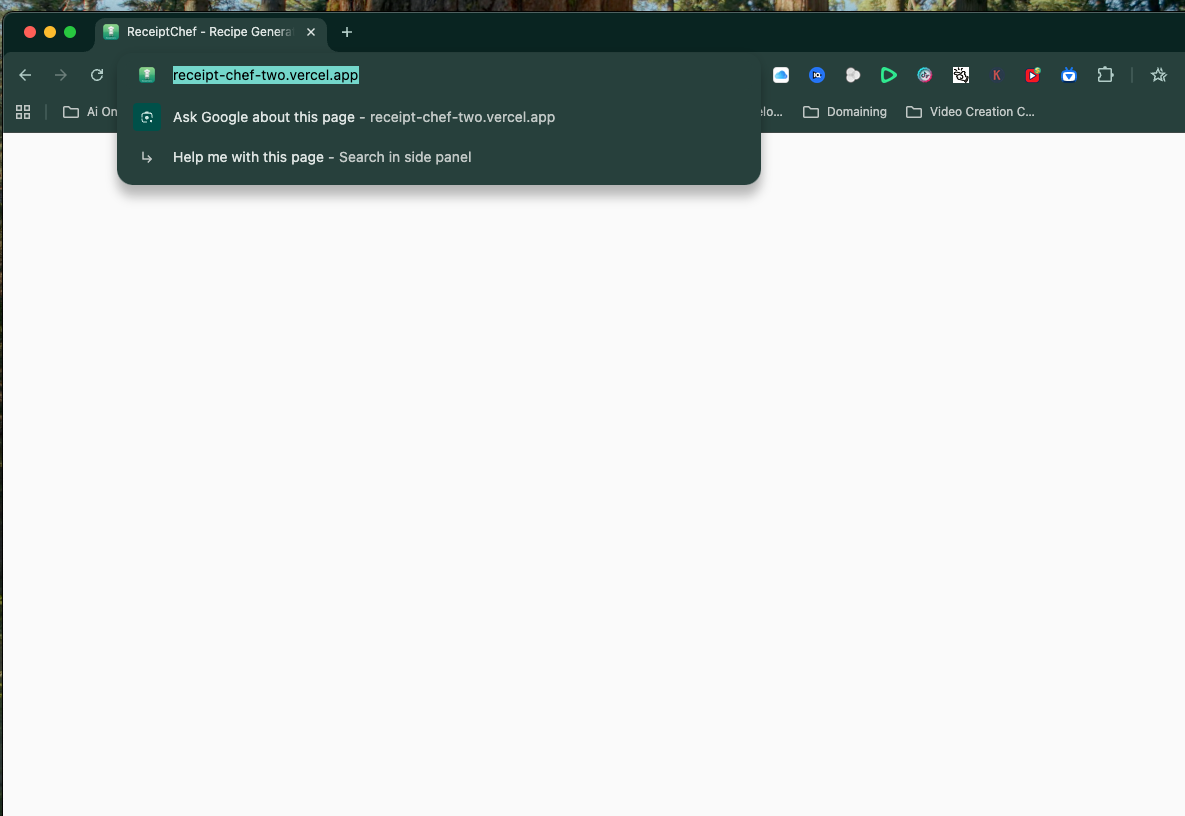 ReceiptChef - Recipe Genera
receipt-chef-two.vercel.app
Ask Google about this page - receipt-chef-two.vercel.app
Help me with this page - Search in side panel
Ai On
elo...
Domaining
Video Creation C...
K